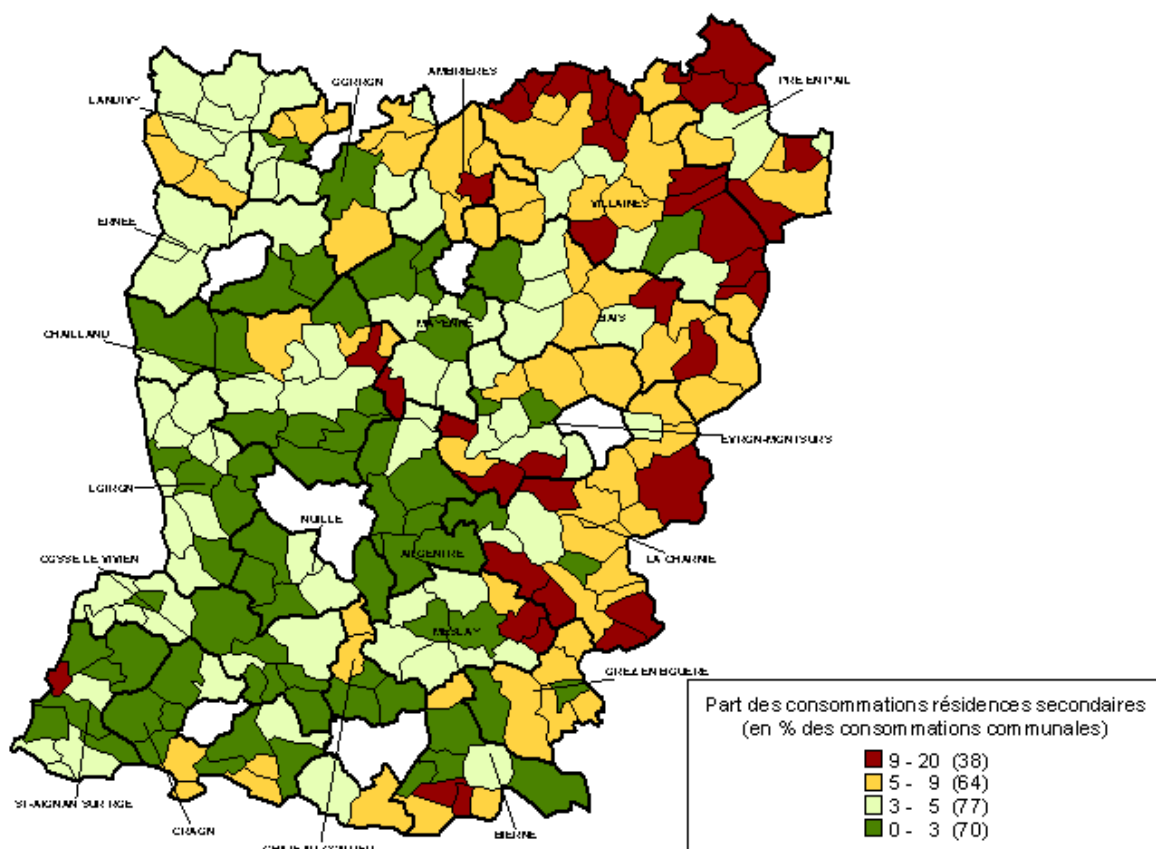 GORRON
AMBRIERES
LANDIVY
PRE EN PAIL
VILLAINES
ERNEE
MAYENNE
BAIS
CHAILLAND
EVRON-MONTSURS
LOIRON
NUILLE
ARGENTRE
LA CHARNIE
COSSE LE VIVIEN
MESLAY
GREZ EN BOUERE
ST-AIGNAN SUR ROE
CRAON
BIERNE
Part des consommations résidences secondaires
(en % des consommations communales)
9 - 20 (38)
5 - 9 (64)
3 - 5 (77)
0 - 3 (70)